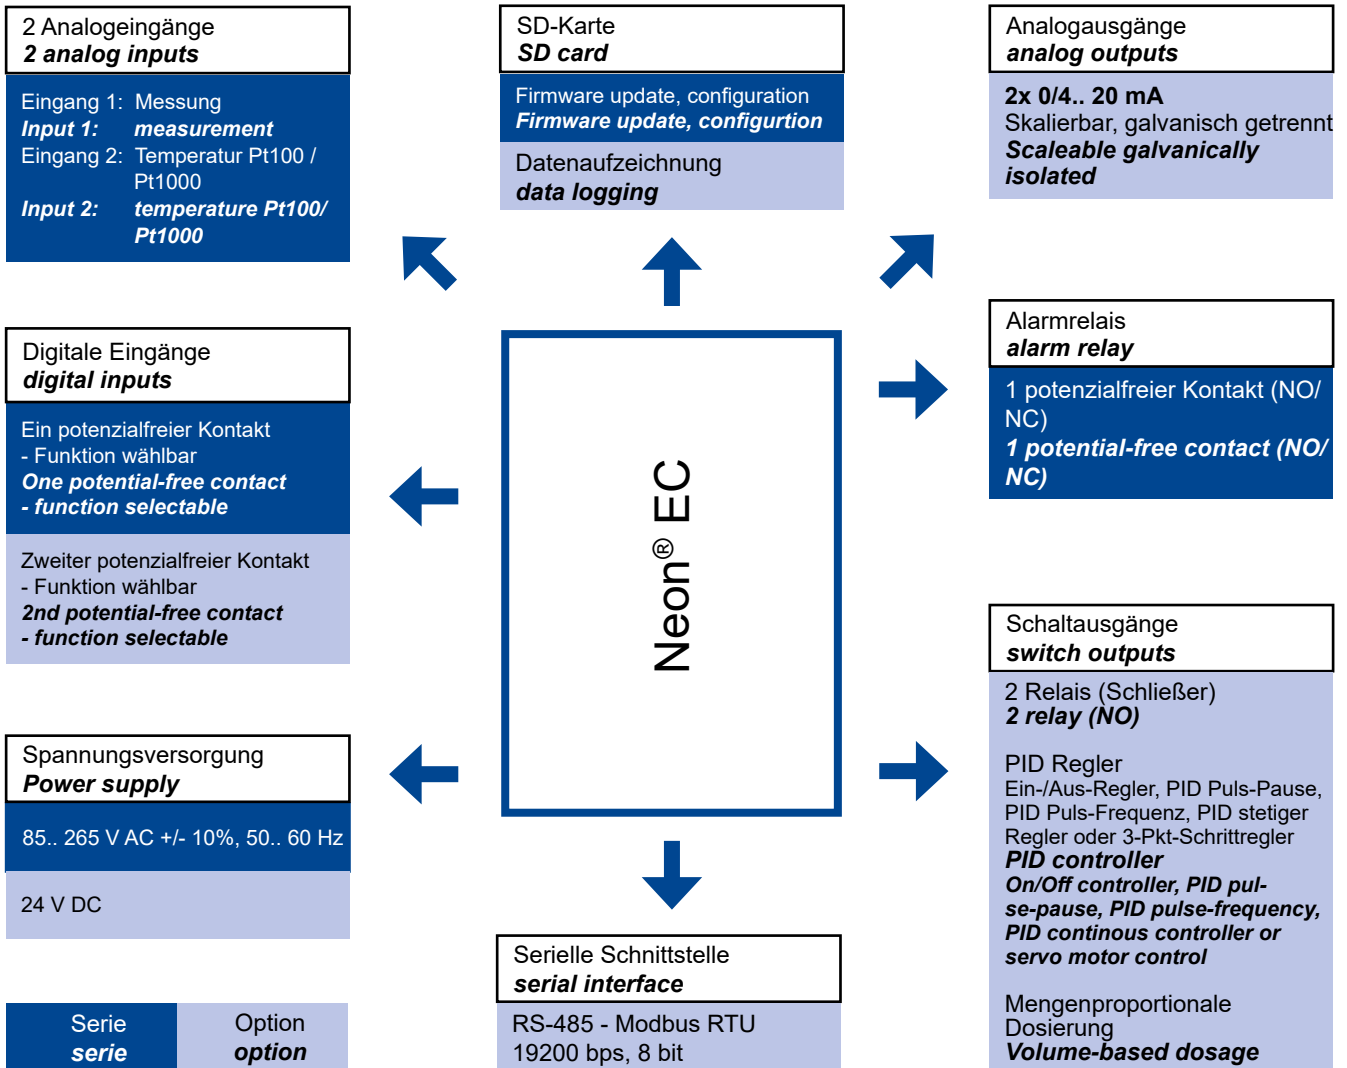 2 Analogeingänge
2 analog inputs
Eingang 1: Messung
Input 1: measurement
Eingang 2: Temperatur Pt100 /
Pt1000
Input 2: temperature Pt100/
Pt1000
SD-Karte
SD card
Firmware update, configuration
Firmware update, configurtion
Datenaufzeichnung
data logging
Analogausgänge
analog outputs
2x 0/4.. 20 mA
Skalierbar, galvanisch getrennt
Scaleable galvanically
isolated
Digitale Eingänge
digital inputs
Ein potenzialfreier Kontakt
- Funktion wählbar
One potential-free contact
- function selectable
Zweiter potenzialfreier Kontakt
- Funktion wählbar
2nd potential-free contact
- function selectable
Neon® EC
Alarmrelais
alarm relay
1 potenzialfreier Kontakt (NO/
NC)
1 potential-free contact (NO/
NC)
Schaltausgänge
switch outputs
2 Relais (Schließer)
2 relay (NO)
PID Regler
Ein-/Aus-Regler, PID Puls-Pause,
PID Puls-Frequenz, PID stetiger
Regler oder 3-Pkt-Schrittregler
PID controller
On/Off controller, PID pul-
se-pause, PID pulse-frequency,
PID continous controller or
servo motor control
Mengenproportionale
Dosierung
Volume-based dosage
Spannungsversorgung
Power supply
85.. 265 V AC +/- 10%, 50.. 60 Hz
24 V DC
Serielle Schnittstelle
serial interface
RS-485 - Modbus RTU
19200 bps, 8 bit
Serie
serie
Option
option